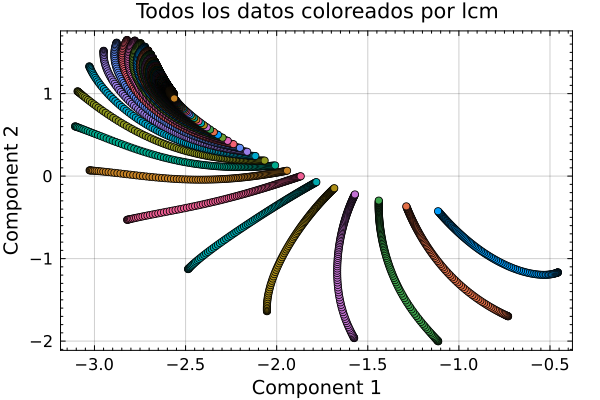 Todos los datos coloreados por lcm
Component 2
1
0
−1
−2
−3.0 −2.5 −2.0 −1.5 −1.0 −0.5
Component 1